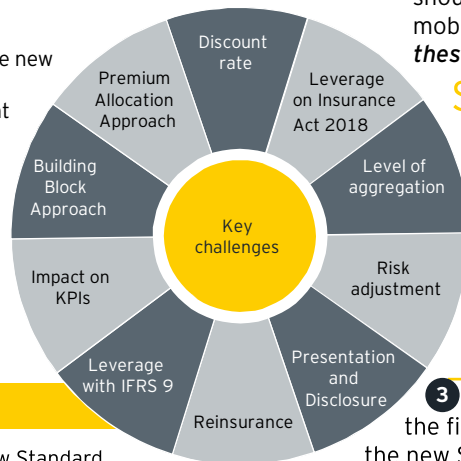 shou
mob
thes
e new
nt
S
Discount
rate
Leverage
on Insurance
Act 2018
Level of
aggregation
Risk
adjustment
Presentation
and
Disclosure
Reinsurance
Leverage
with IFRS 9
Impact on
KPIs
Building
Block
Approach
Premium
Allocation
Approach
Key
challenges
3
the fi
the new S
w Standard